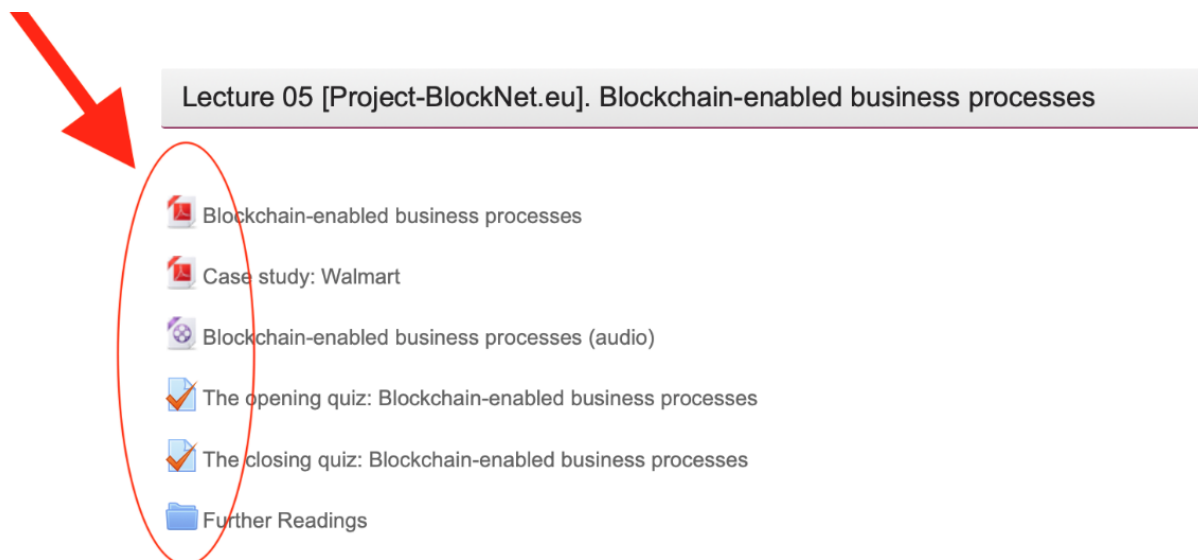 Lecture 05 [Project-BlockNet.eu]. Blockchain-enabled business processes
Blockchain-enabled business processes
Case study: Walmart
Blockchain-enabled business processes (audio)
The opening quiz: Blockchain-enabled business processes
The closing quiz: Blockchain-enabled business processes
Further Readings